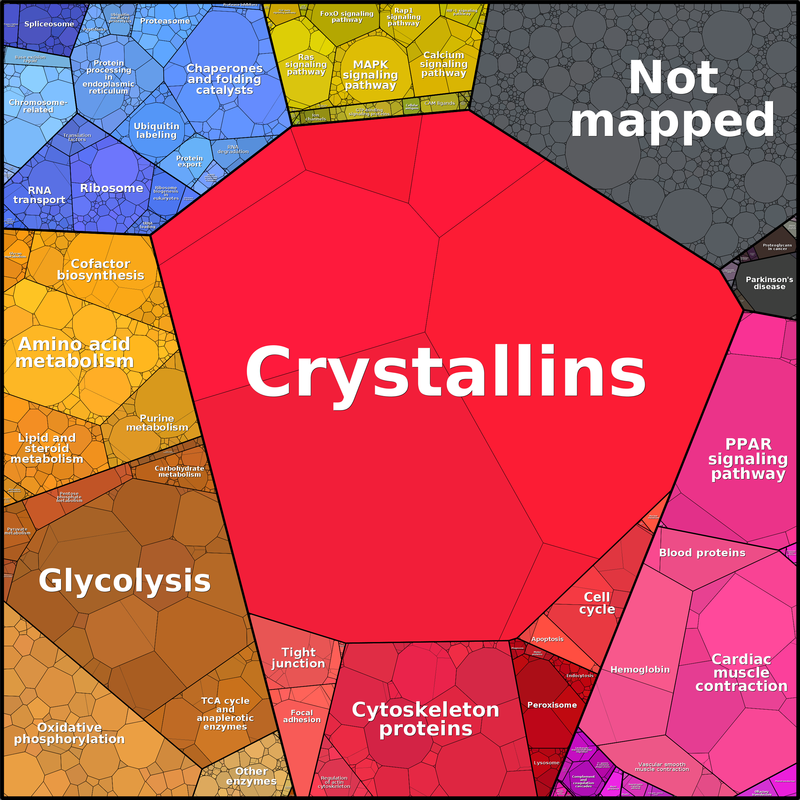 Spliceosome
Proteasome
FoxO signaling
pathway
Rap1
signaling
pathway
Not
mapped
Protein
processing
in
endoplasmic
reticulum
Chaperones
and folding
catalysts
Ras
signaling
pathway
MAPK
signaling
pathway
Calcium
signaling
pathway
Chromosome-
related
Ubiquitin
labeling
Translation
factors
RNA
degradation
Protein
export
RNA
transport
Ribosome
Ribosome
biogenesis
in
eukaryotes
Proteoglycans
in cancer
Parkinson's
disease
Cofactor
biosynthesis
Amino acid
metabolism
Crystallins
Purine
metabolism
Lipid and
steroid
metabolism
PPAR
signaling
pathway
Carbohydrate
metabolism
Pentose
phosphate
metabolism
Pyruvate
metabolism
Glycolysis
Blood proteins
Cell
cycle
Apoptosis
Tight
junction
Hemoglobin
Cardiac
muscle
contraction
Endocytosis
Peroxisome
Focal
adhesion
Cytoskeleton
proteins
TCA cycle
and
anaplerotic
enzymes
Oxidative
phosphorylation
Lysosome
Vascular smooth
muscle contraction
Other
enzymes
Regulation
of actin
cytoskeleton
Complement
and
coagulation
cascades